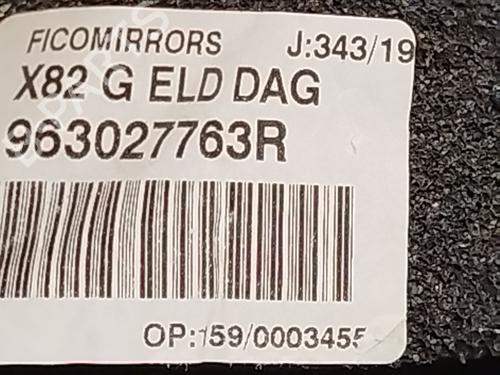 FICOMIRRORS J:343/19
X82 G ELD DAG
963027763R
OP:159/0003455